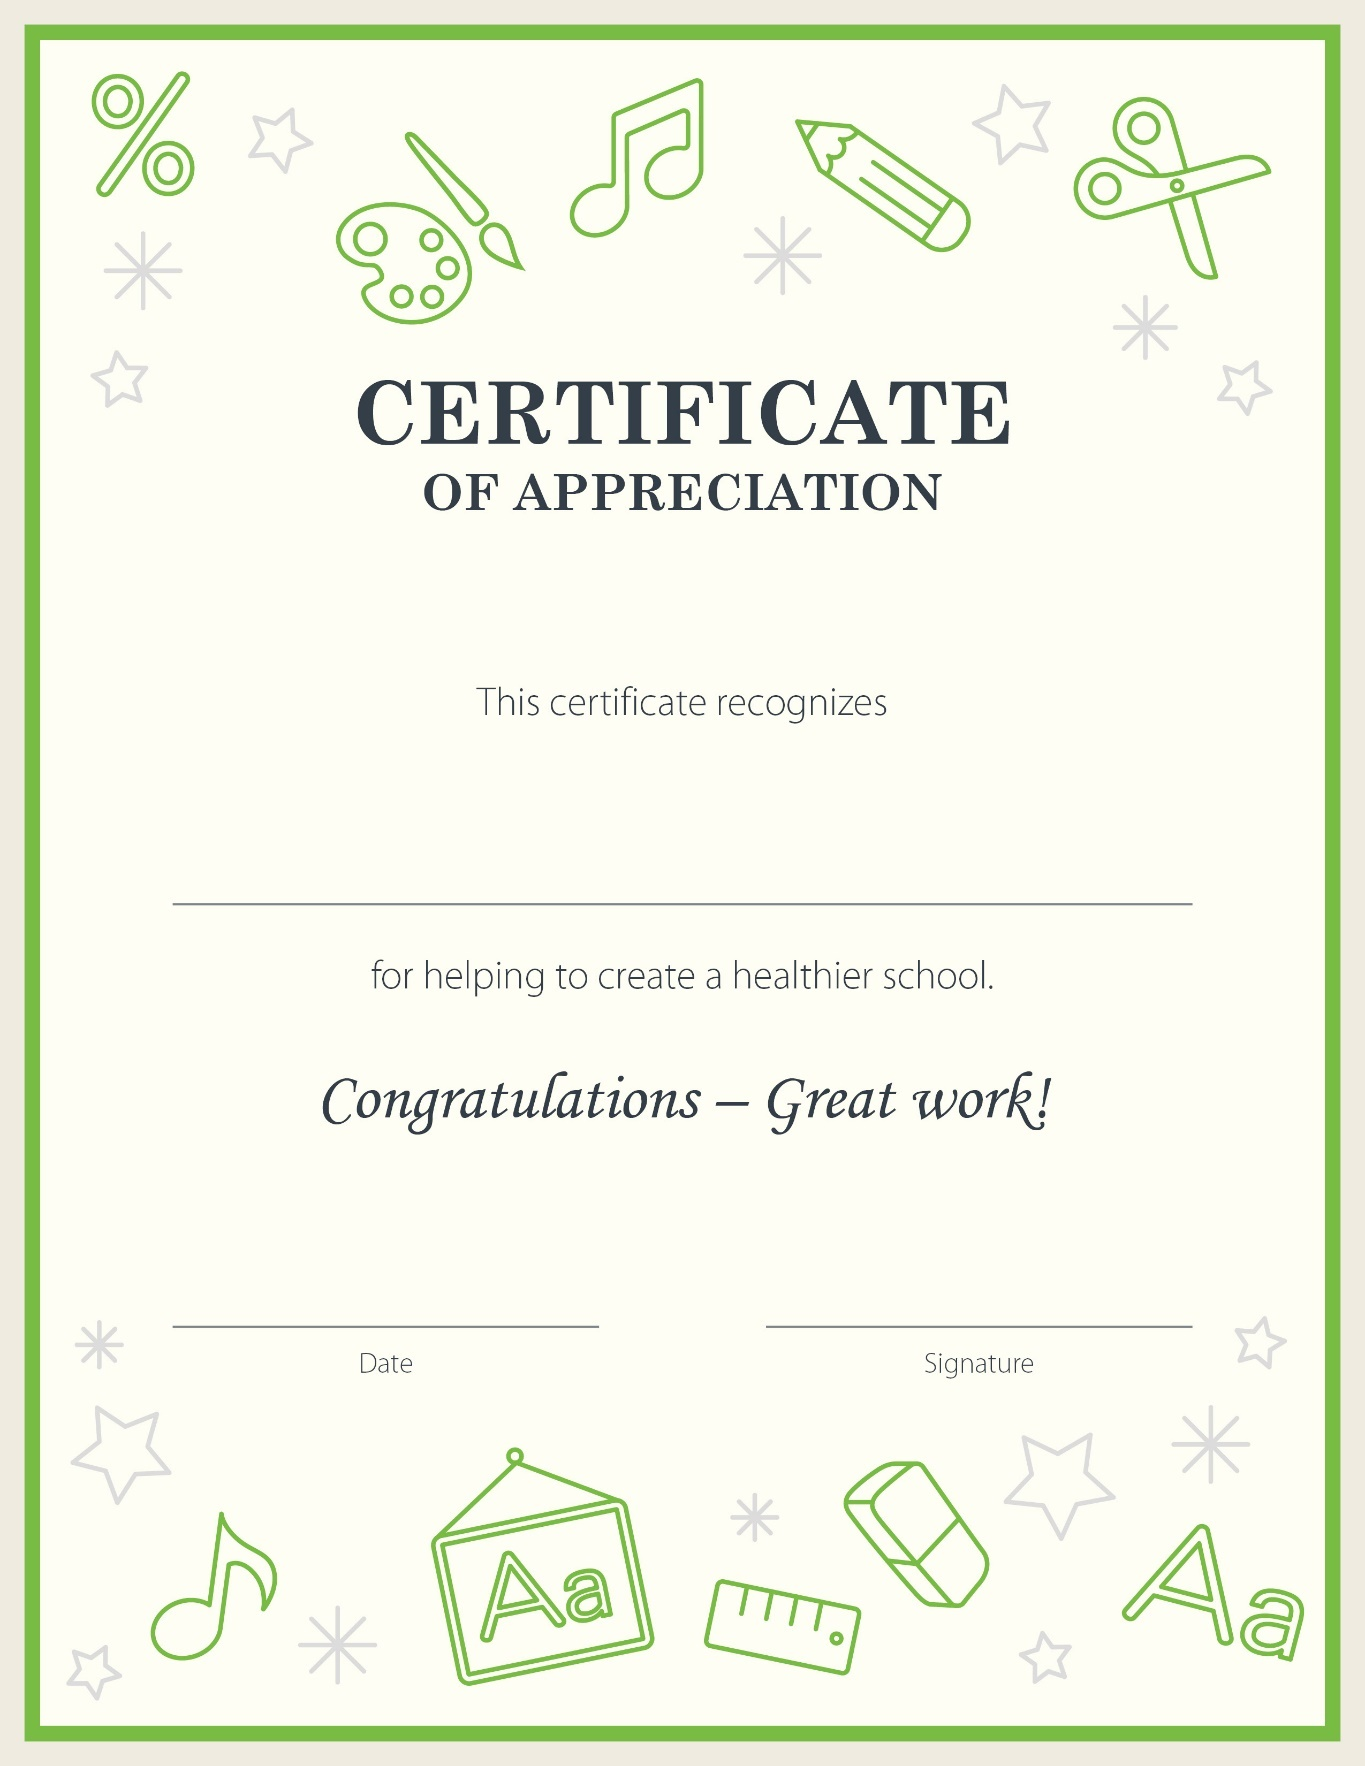 %
CERTIFICATE
OF APPRECIATION
This certificate recognizes
for helping to create a healthier school.
Congratulations – Great work!
Date
Signature
Aa
Aa